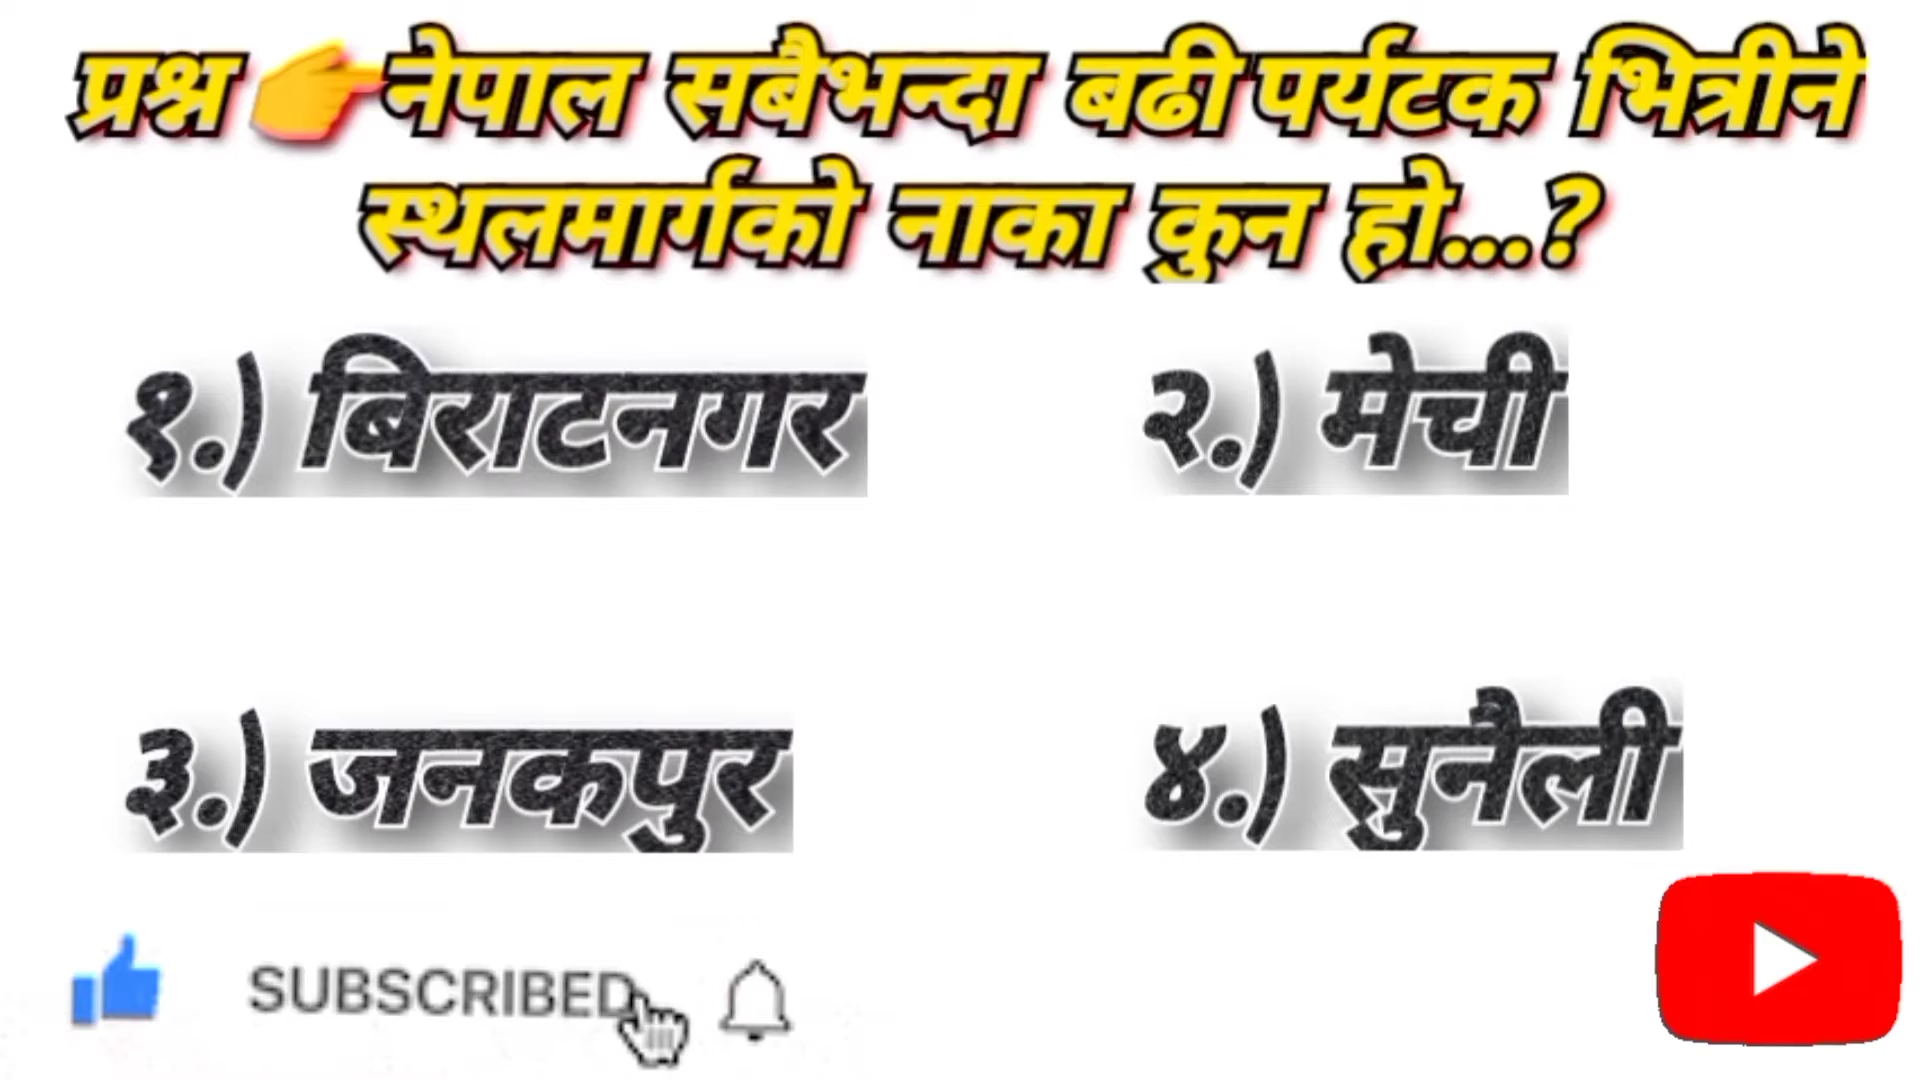 प्रश्न 👉नेपाल सबैभन्दा बढी पर्यटक भित्रीने
स्थलमार्गको नाका कुन हो...?
१.) बिराटनगर
२.) मेची
३.) जनकपुर
४.) सुनैली
SUBSCRIBED